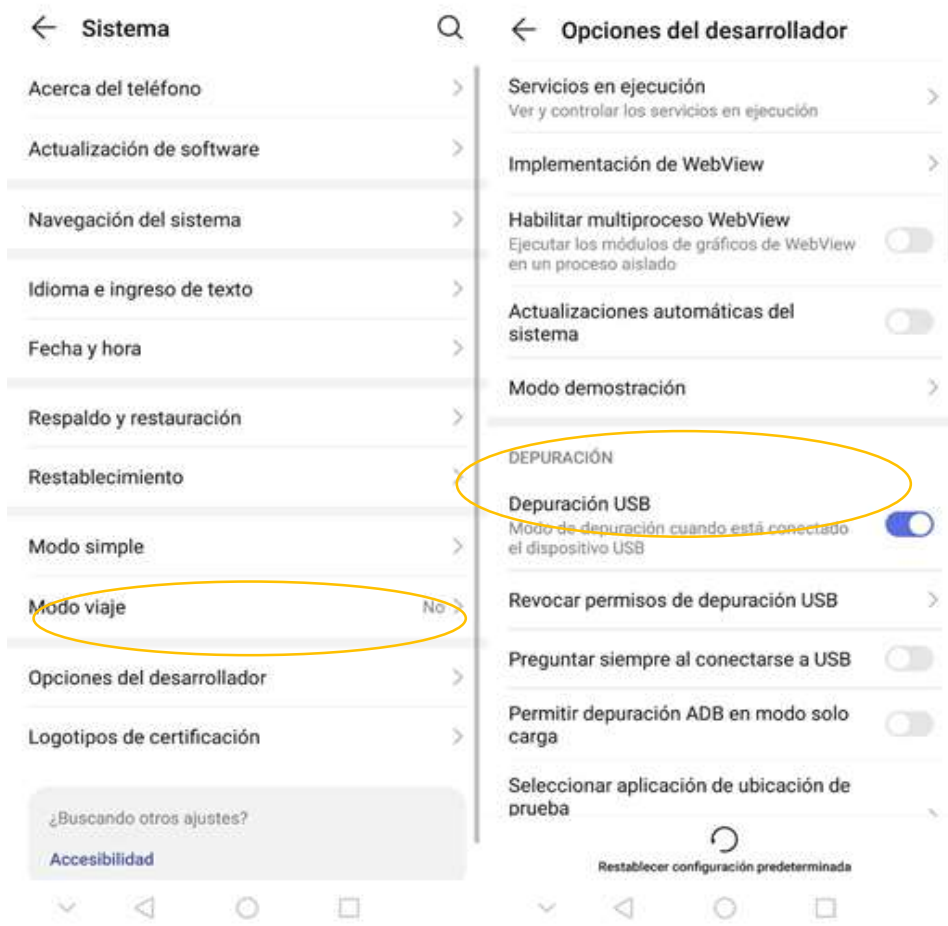 Sistema
Acerca del teléfono
Actualización de software
Navegación del sistema
Idioma e ingreso de texto
Fecha y hora
Respaldo y restauración
Restablecimiento
Modo simple
Modo viaje No
Opciones del desarrollador
Logotipos de certificación
¿Buscando otros ajustes?
Accesibilidad
Opciones del desarrollador
Servicios en ejecución
Ver y controlar los servicios en ejecución
Implementación de WebView
Habilitar multiproceso WebView
Ejecutar los módulos de gráficos de WebView
en un proceso aislado
Actualizaciones automáticas del
sistema
Modo demostración
DEPURACIÓN
Depuración USB
Modo de depuración cuando está conectado
el dispositivo USB
Revocar permisos de depuración USB
Preguntar siempre al conectarse a USB
Permitir depuración ADB en modo solo
carga
Seleccionar aplicación de ubicación de
prueba
Restablecer configuración predeterminada